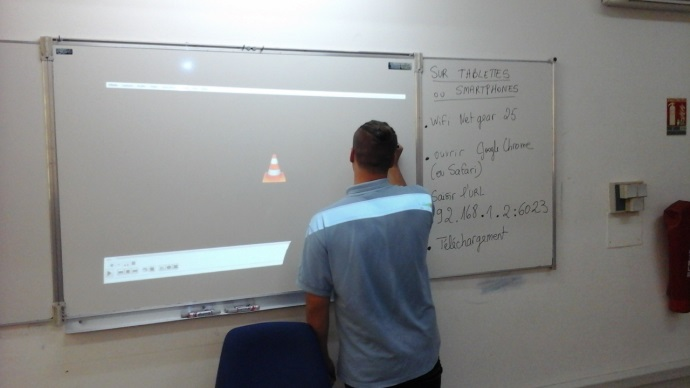 SUR TABLETTES
OU SMARTPHONES
• Wifi Netgear 25
• ouvrir Google Chrome
(ou Safari)
Saisir l'URL
92.168.1.2:6023
• Téléchargement